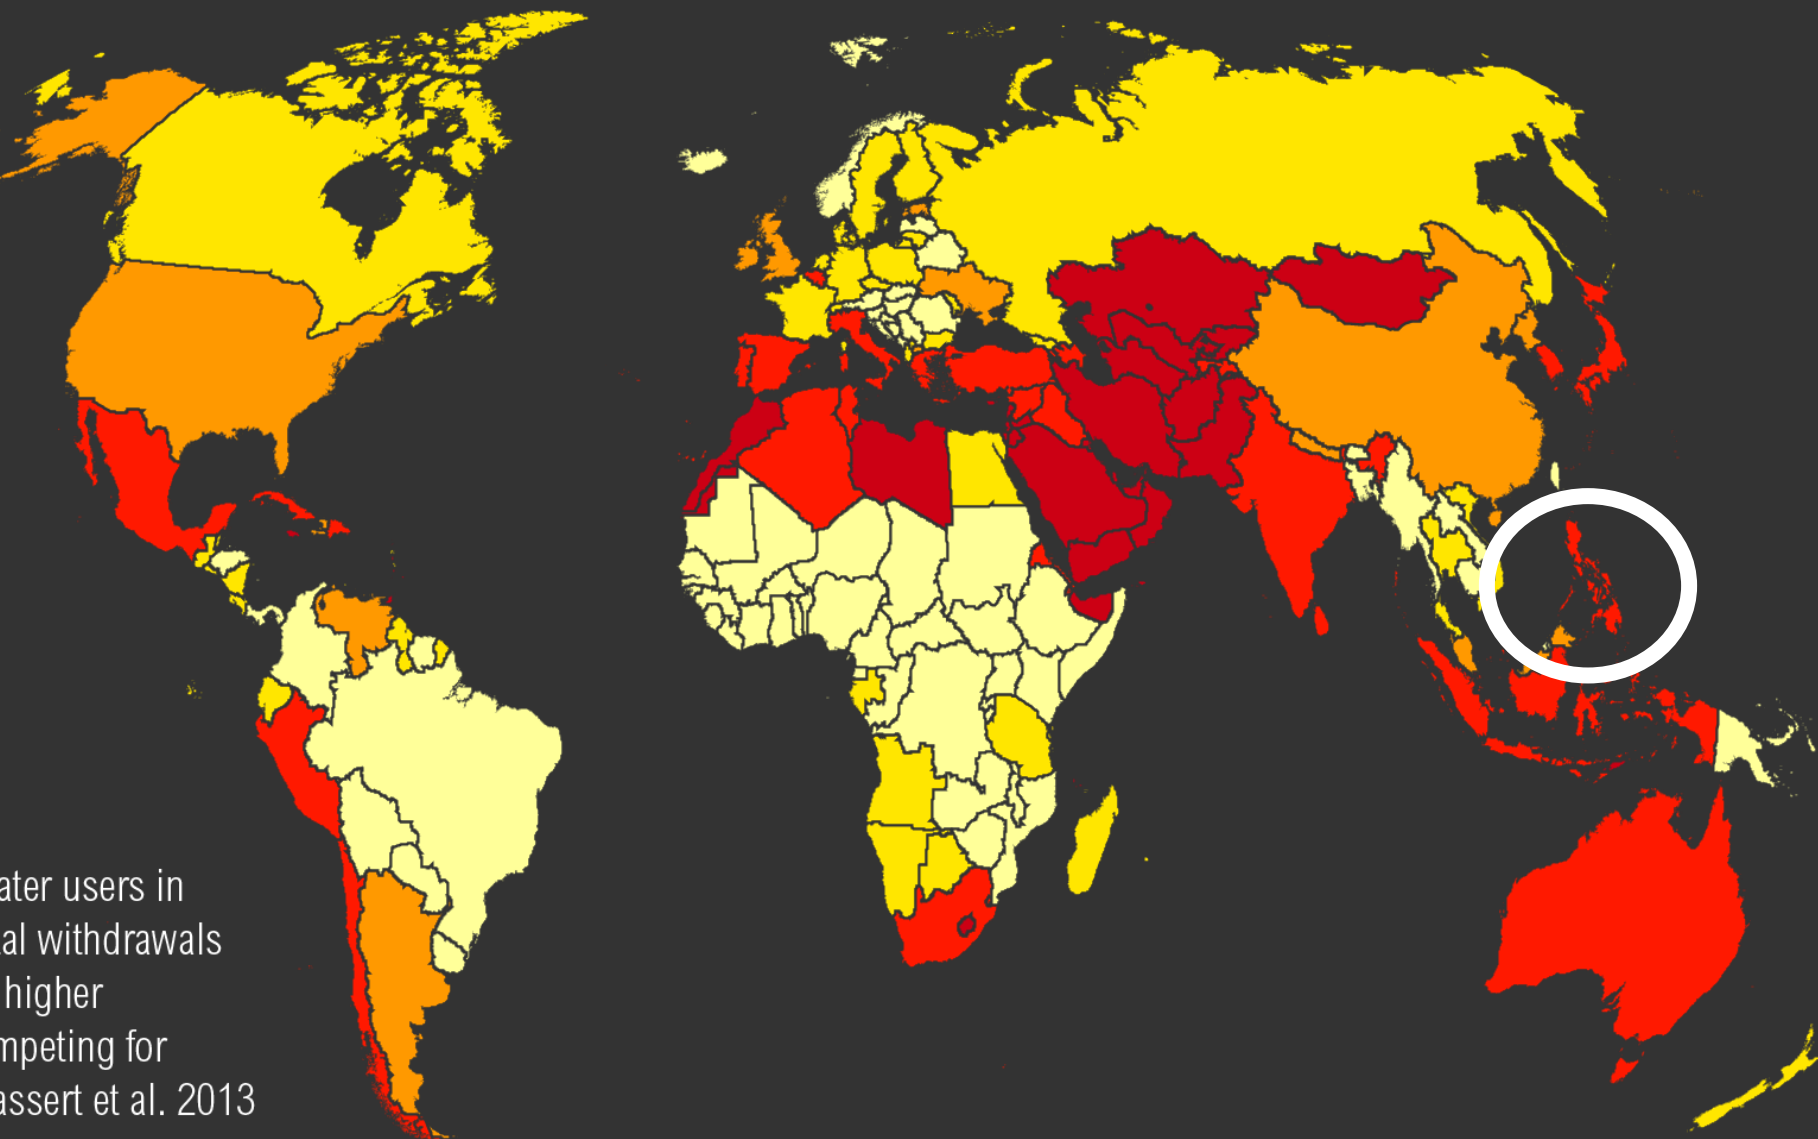 ater users in
al withdrawals
higher
mpeting for
assert et al. 2013